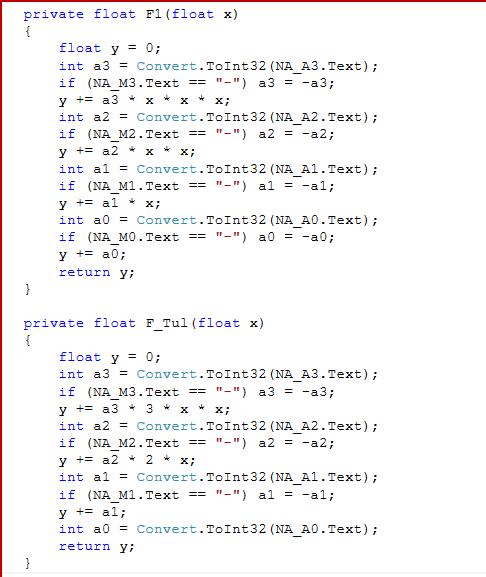 private float F1(float x)
{
float y = 0;
int a3 = Convert.ToInt32(NA_A3.Text);
if (NA_M3.Text == "-") a3 = -a3;
y += a3 * x * x * x;
int a2 = Convert.ToInt32(NA_A2.Text);
if (NA_M2.Text == "-") a2 = -a2;
y += a2 * x * x;
int a1 = Convert.ToInt32(NA_A1.Text);
if (NA_M1.Text == "-") a1 = -a1;
y += a1 * x;
int a0 = Convert.ToInt32(NA_A0.Text);
if (NA_M0.Text == "-") a0 = -a0;
y += a0;
return y;
}
private float F_Tul(float x)
{
float y = 0;
int a3 = Convert.ToInt32(NA_A3.Text);
if (NA_M3.Text == "-") a3 = -a3;
y += a3 * 3 * x * x;
int a2 = Convert.ToInt32(NA_A2.Text);
if (NA_M2.Text == "-") a2 = -a2;
y += a2 * 2 * x;
int a1 = Convert.ToInt32(NA_A1.Text);
if (NA_M1.Text == "-") a1 = -a1;
y += a1;
int a0 = Convert.ToInt32(NA_A0.Text);
return y;
}